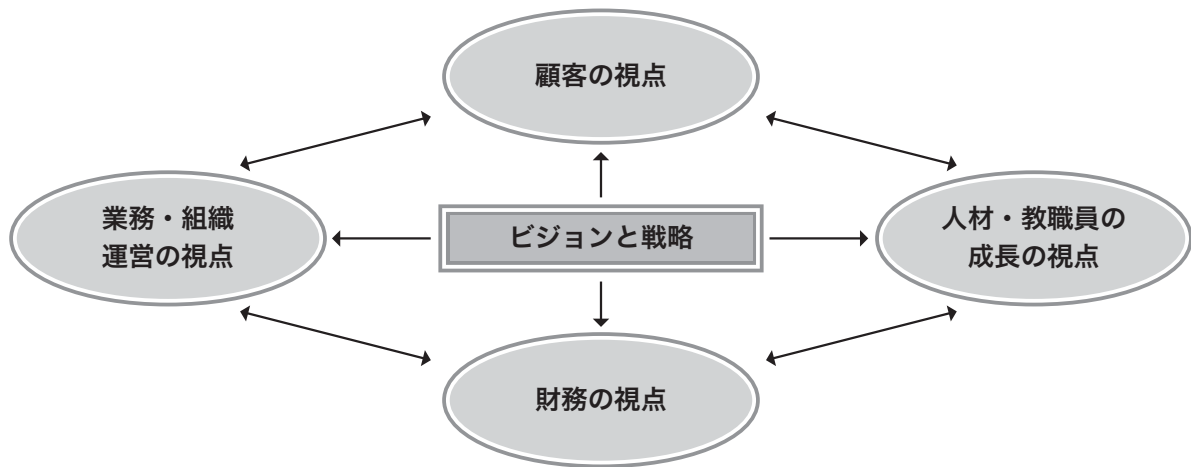 顧客の視点
業務・組織
運営の視点
ビジョンと戦略
人材・教職員の
成長の視点
財務の視点